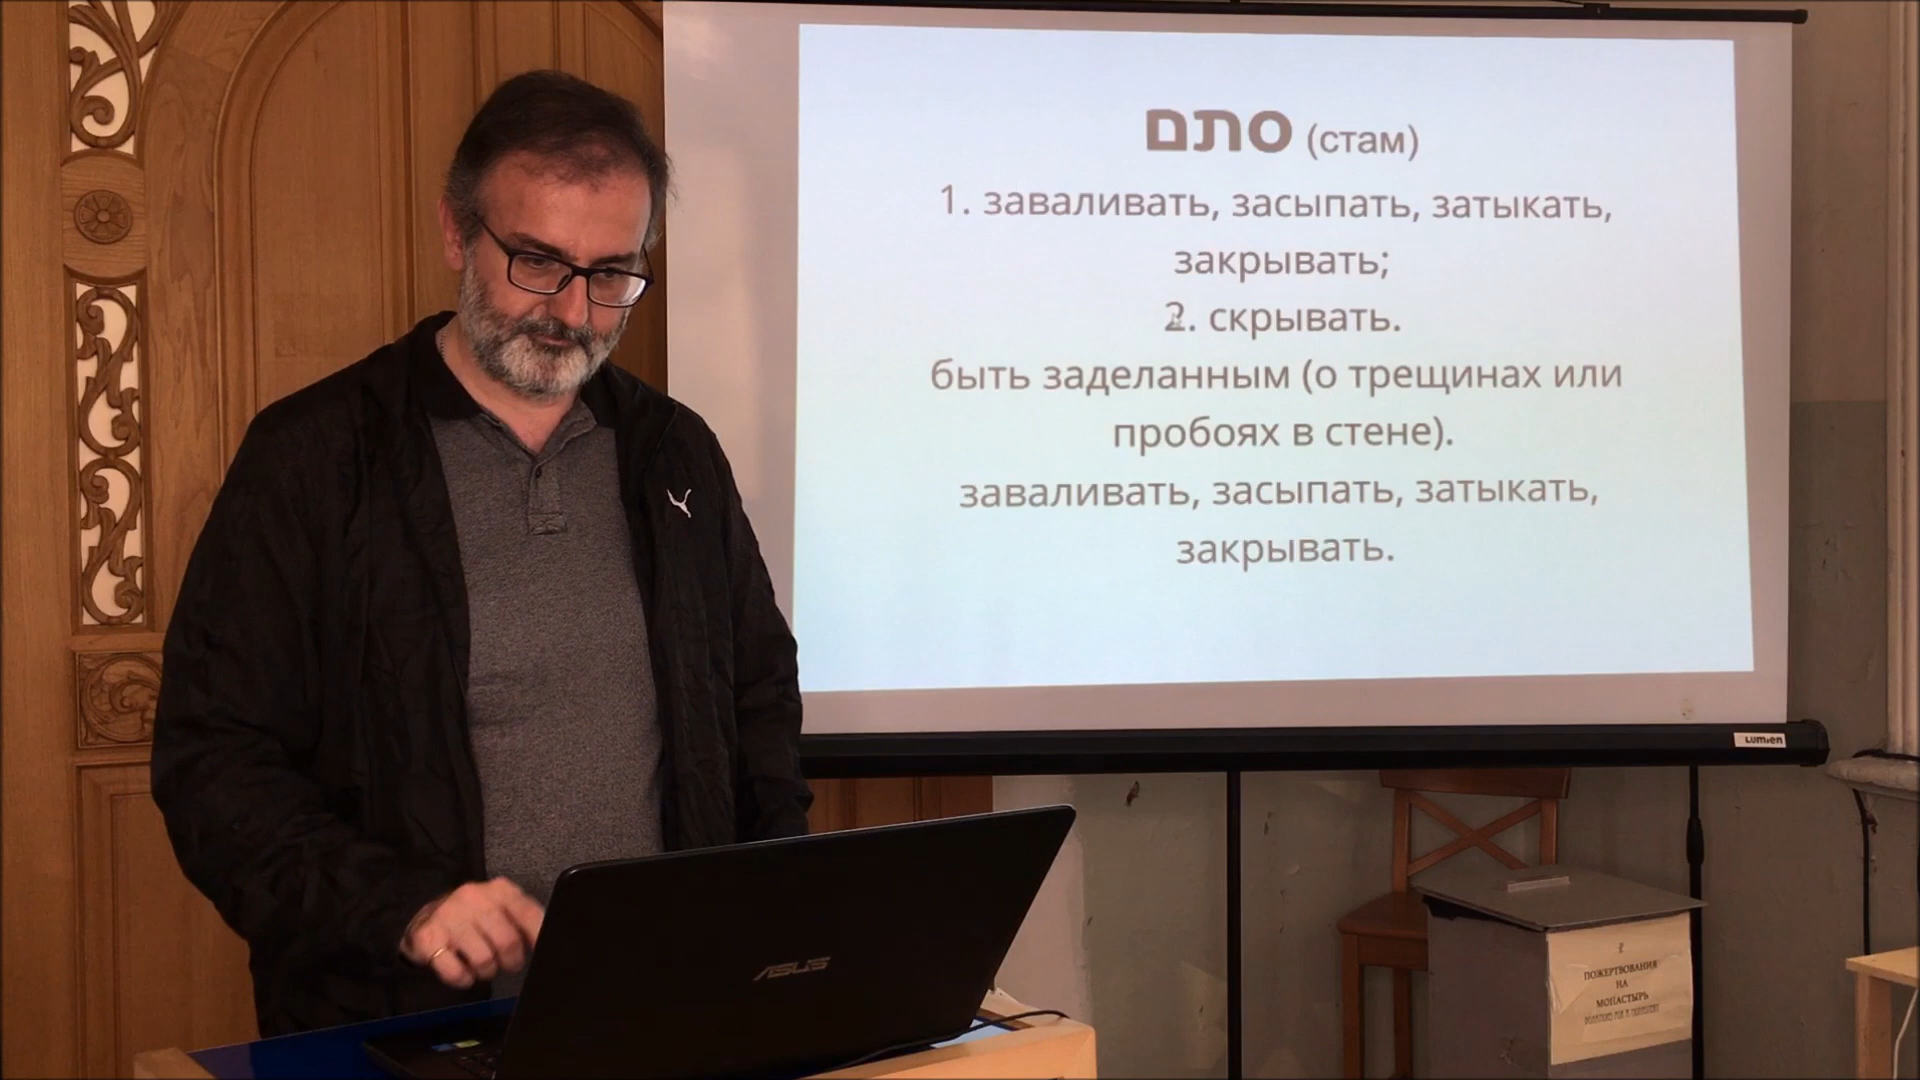 סתם (стам)
1. заваливать, засыпать, затыкать,
закрывать;
2. скрывать.
быть заделанным (о трещинах или
пробоях в стене).
заваливать, засыпать, затыкать,
закрывать.
Lumien
ASUS
ПОЖЕРТВОВАНИЯ
НА
МОНАСТЫРЬ